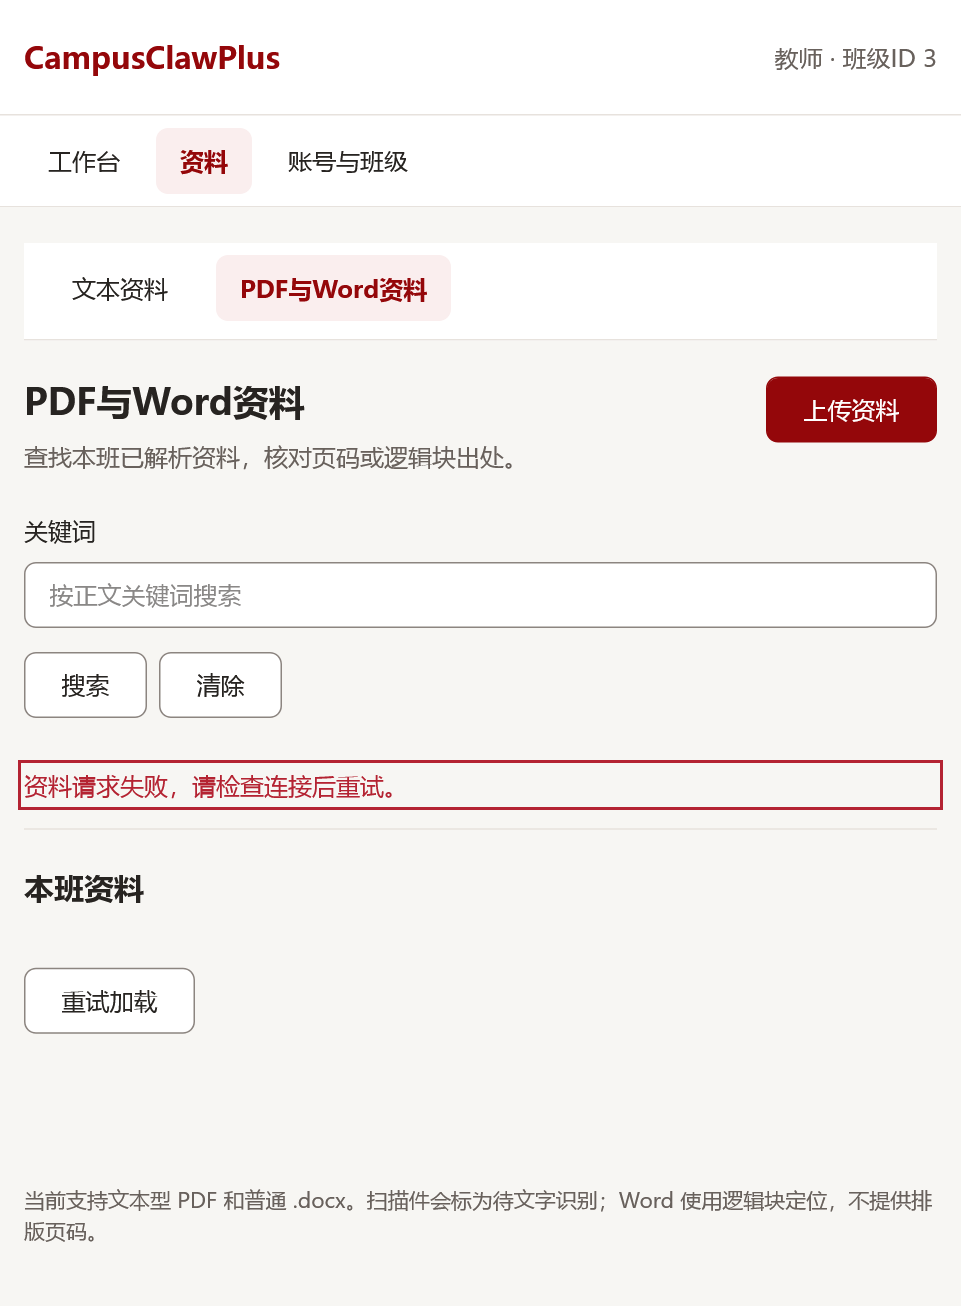 CampusClawPlus
教师 · 班级ID 3
工作台
资料
账号与班级
文本资料
PDF与Word资料
PDF与Word资料
上传资料
查找本班已解析资料，核对页码或逻辑块出处。
关键词
按正文关键词搜索
搜索
清除
资料请求失败，请检查连接后重试。
本班资料
重试加载
当前支持文本型 PDF 和普通 .docx。扫描件会标为待文字识别；Word 使用逻辑块定位，不提供排
版页码。